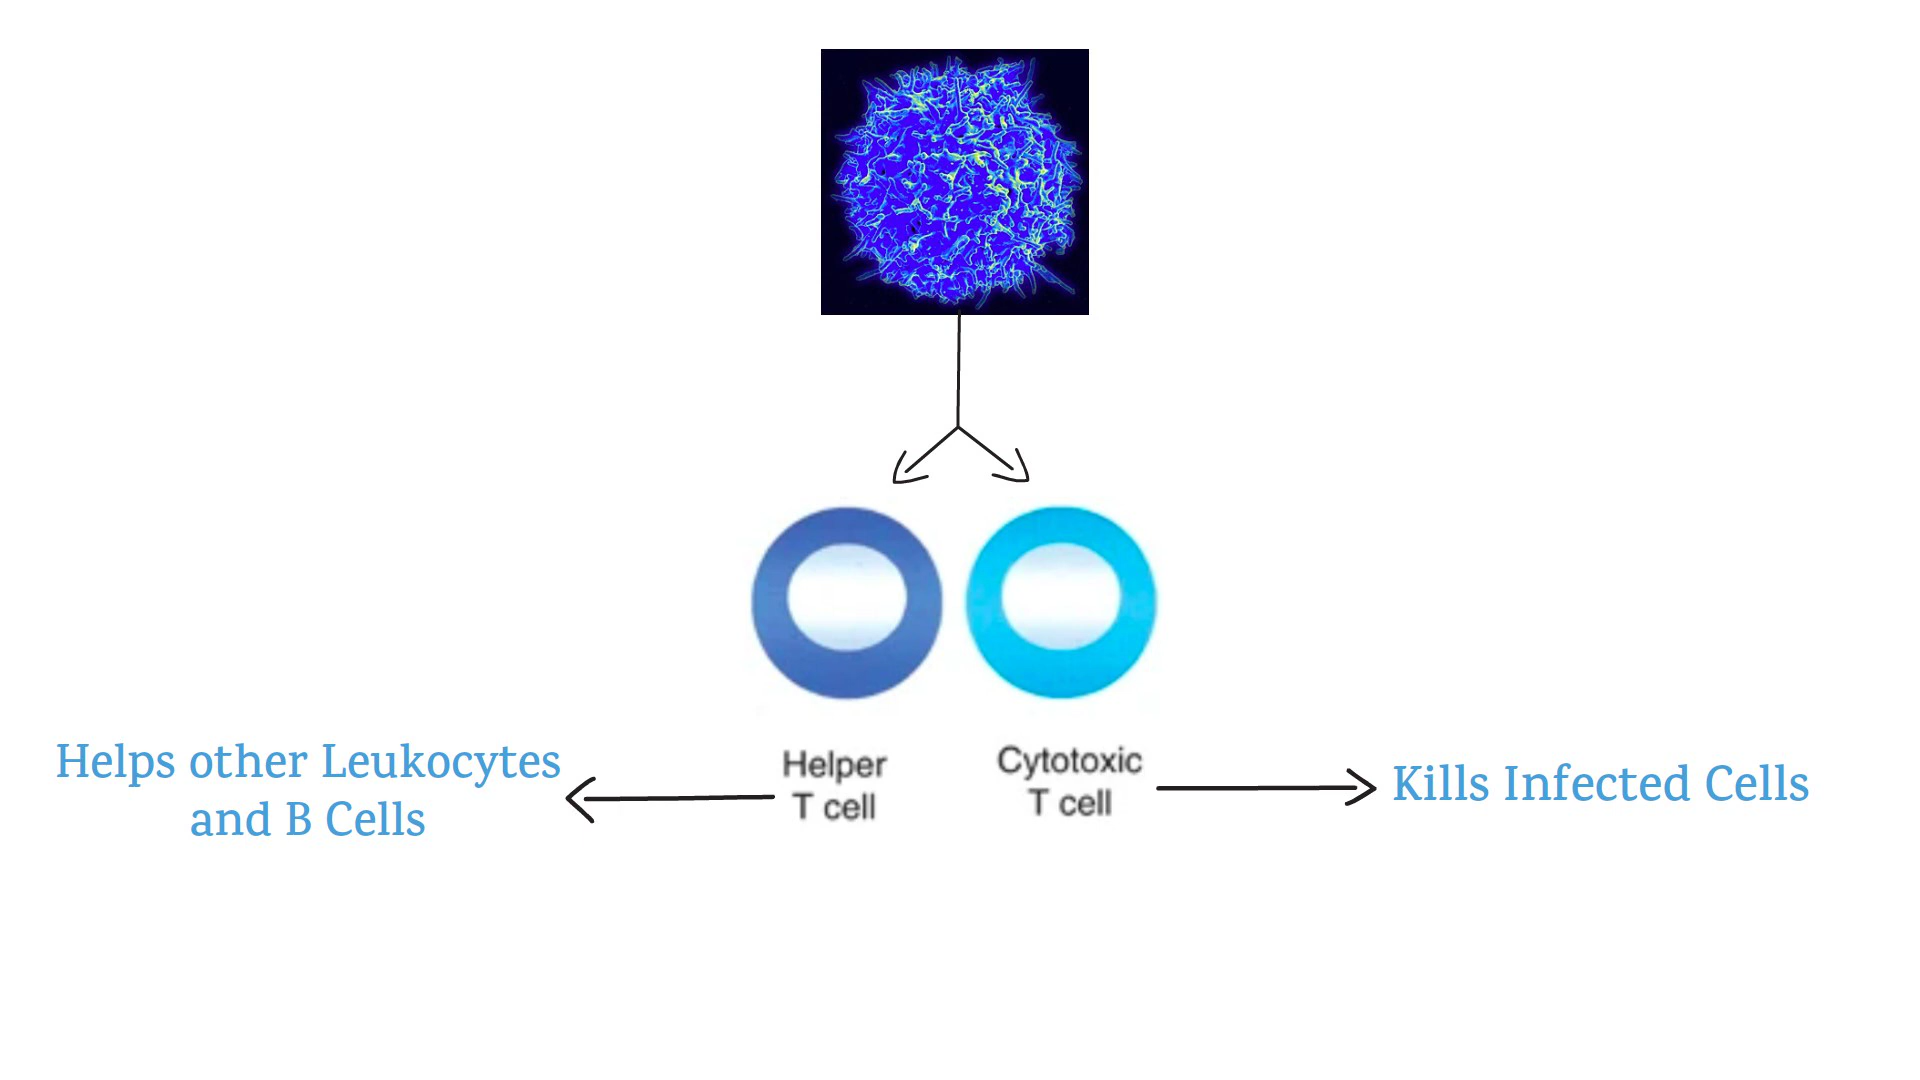 Helps other Leukocytes
and B Cells
Helper
T cell
Cytotoxic
T cell
Kills Infected Cells